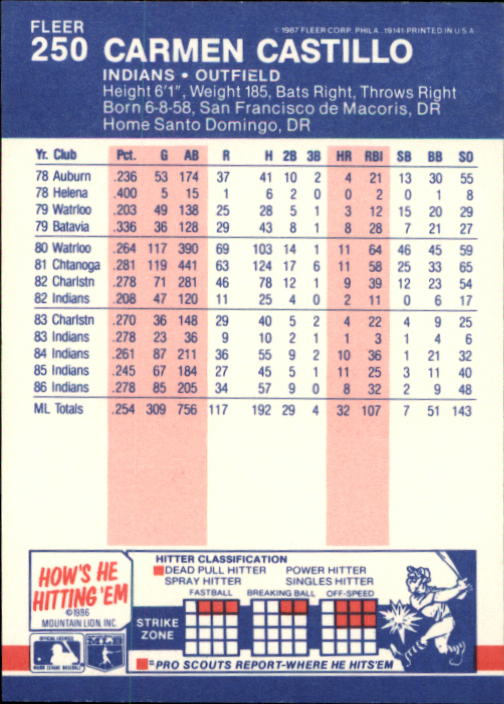 FLEER © 1987 FLEER CORP. PHILA. 19141-PRINTED IN U.S.A.
250 CARMEN CASTILLO
INDIANS • OUTFIELD
Height 6'1", Weight 185, Bats Right, Throws Right
Born 6-8-58, San Francisco de Macoris, DR
Home Santo Domingo, DR
Yr. Club Pct. G AB R H 2B 3B HR RBI SB BB SO
78 Auburn .236 53 174 37 41 10 2 4 21 13 30 55
78 Helena .400 5 15 1 6 2 0 0 2 0 1 8
79 Watrloo .203 49 138 25 28 5 1 3 12 15 20 29
79 Batavia .336 36 128 29 43 8 1 8 28 7 21 27
80 Watrloo .264 117 390 69 103 14 1 11 64 46 45 59
81 Chtanoga .281 119 441 63 124 17 6 11 58 25 33 65
82 Charlstn .278 71 281 46 78 12 1 9 39 12 23 54
82 Indians .208 47 120 11 25 4 0 2 11 0 6 17
83 Charlstn .270 36 148 29 40 5 2 4 22 4 9 25
83 Indians .278 23 36 9 10 2 1 1 3 1 4 6
84 Indians .261 87 211 36 55 9 2 10 36 1 21 32
85 Indians .245 67 184 27 45 5 1 11 25 3 11 40
86 Indians .278 85 205 34 57 9 0 8 32 2 9 48
ML Totals .254 309 756 117 192 29 4 32 107 7 51 143
HOW'S HE
HITTING 'EM
©1986
MOUNTAIN LION, INC.
OFFICIAL LICENSEE
MAJOR LEAGUE BASEBALL
HITTER CLASSIFICATION
DEAD PULL HITTER POWER HITTER
SPRAY HITTER SINGLES HITTER
FASTBALL BREAKING BALL OFF-SPEED
STRIKE
ZONE
=PRO SCOUTS REPORT-WHERE HE HITS'EM